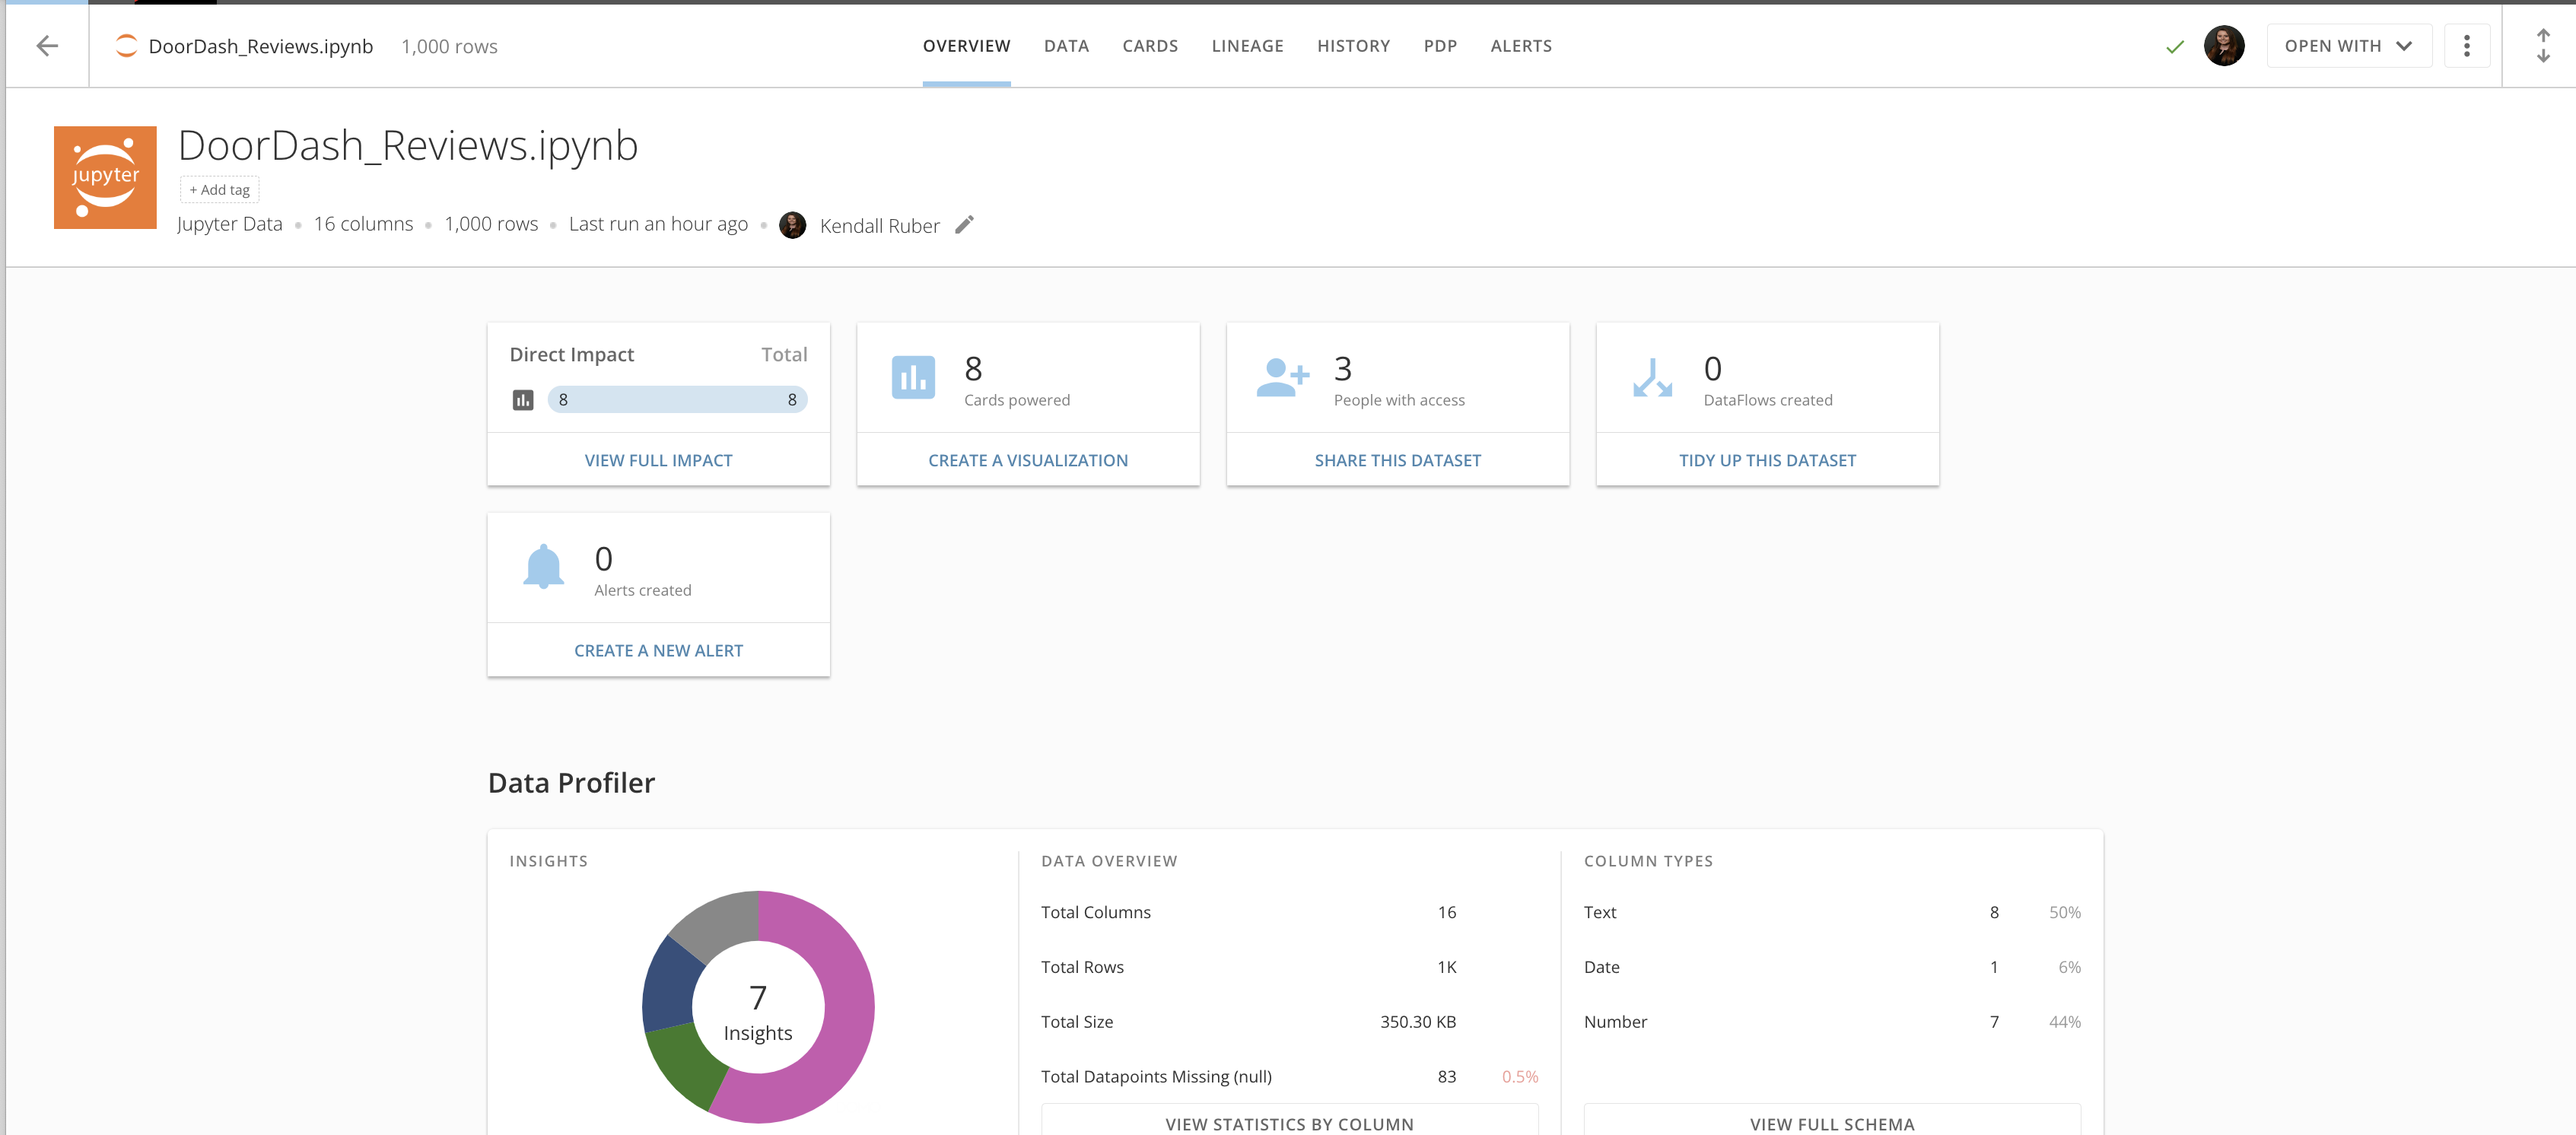 DoorDash_Reviews.ipynb 1,000 rows OVERVIEW DATA CARDS LINEAGE HISTORY PDP ALERTS OPEN WITH
jupyter
DoorDash_Reviews.ipynb
+ Add tag
Jupyter Data • 16 columns • 1,000 rows • Last run an hour ago • Kendall Ruber
Direct Impact Total
8 8
VIEW FULL IMPACT
8
Cards powered
CREATE A VISUALIZATION
3
People with access
SHARE THIS DATASET
0
DataFlows created
TIDY UP THIS DATASET
0
Alerts created
CREATE A NEW ALERT
Data Profiler
INSIGHTS
7
Insights
DATA OVERVIEW
Total Columns 16
Total Rows 1K
Total Size 350.30 KB
Total Datapoints Missing (null) 83 0.5%
VIEW STATISTICS BY COLUMN
COLUMN TYPES
Text 8 50%
Date 1 6%
Number 7 44%
VIEW FULL SCHEMA